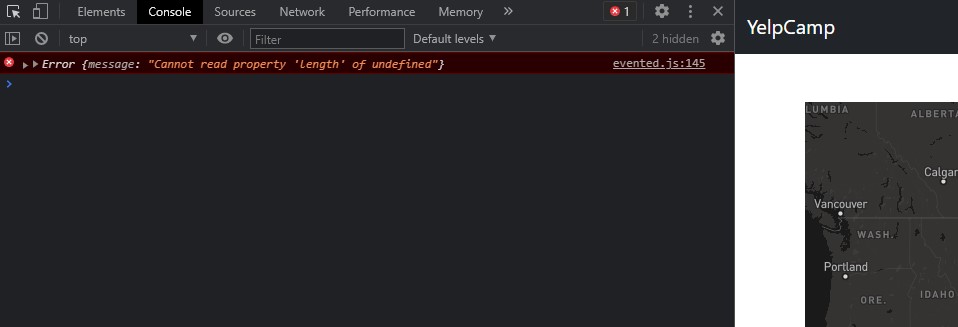 Elements Console Sources Network Performance Memory » 1
top Filter Default levels 2 hidden
Error {message: "Cannot read property 'length' of undefined"} evented.js:145
YelpCamp
LUMBIA ALBERTA
Calgar
Vancouver
WASH.
Portland
ORE. IDAHO